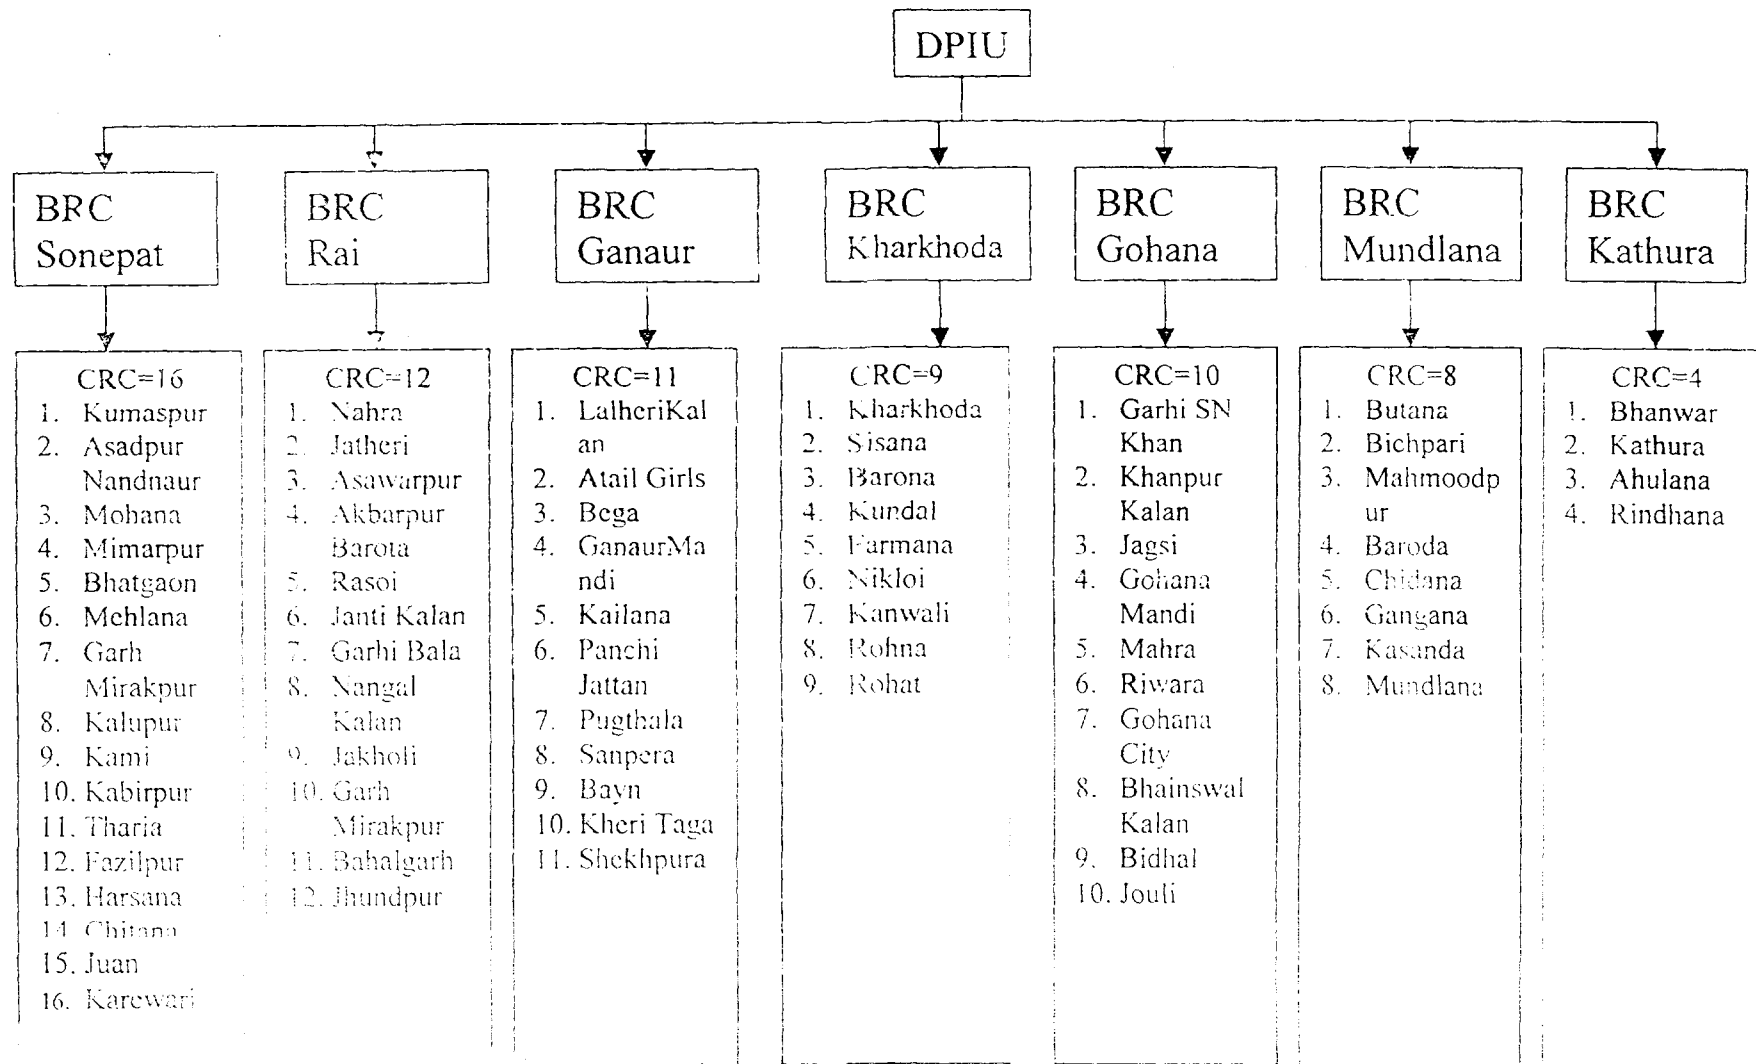 DPIU
BRC
Sonepat
BRC
Rai
BRC
Ganaur
BRC
Kharkhoda
BRC
Gohana
BRC
Mundlana
BRC
Kathura
CRC=16
1. Kumaspur
2. Asadpur
Nandnaur
3. Mohana
4. Mimarpur
5. Bhatgaon
6. Mehlana
7. Garh
Mirakpur
8. Kalupur
9. Kami
10. Kabirpur
11. Tharia
12. Fazilpur
13. Harsana
14. Chitana
15. Juan
16. Karewari
CRC=12
1. Nahra
2. Jatheri
3. Asawarpur
4. Akbarpur
Barota
5. Rasoi
6. Janti Kalan
7. Garhi Bala
8. Nangal
Kalan
9. Jakholi
10. Garh
Mirakpur
11. Bahalgarh
12. Jhundpur
CRC=11
1. LalheriKal
an
2. Atail Girls
3. Bega
4. GanaurMa
ndi
5. Kailana
6. Panchi
Jattan
7. Pugthala
8. Sanpera
9. Bayn
10. Kheri Taga
11. Shekhpura
CRC=9
1. Kharkhoda
2. Sisana
3. Barona
4. Kundal
5. Farmana
6. Nikloi
7. Kanwali
8. Rohna
9. Rohat
CRC=10
1. Garhi SN
Khan
2. Khanpur
Kalan
3. Jagsi
4. Gohana
Mandi
5. Mahra
6. Riwara
7. Gohana
City
8. Bhainswal
Kalan
9. Bidhal
10. Jouli
CRC=8
1. Butana
2. Bichpari
3. Mahmoodp
ur
4. Baroda
5. Chidana
6. Gangana
7. Kasanda
8. Mundlana
CRC=4
1. Bhanwar
2. Kathura
3. Ahulana
4. Rindhana